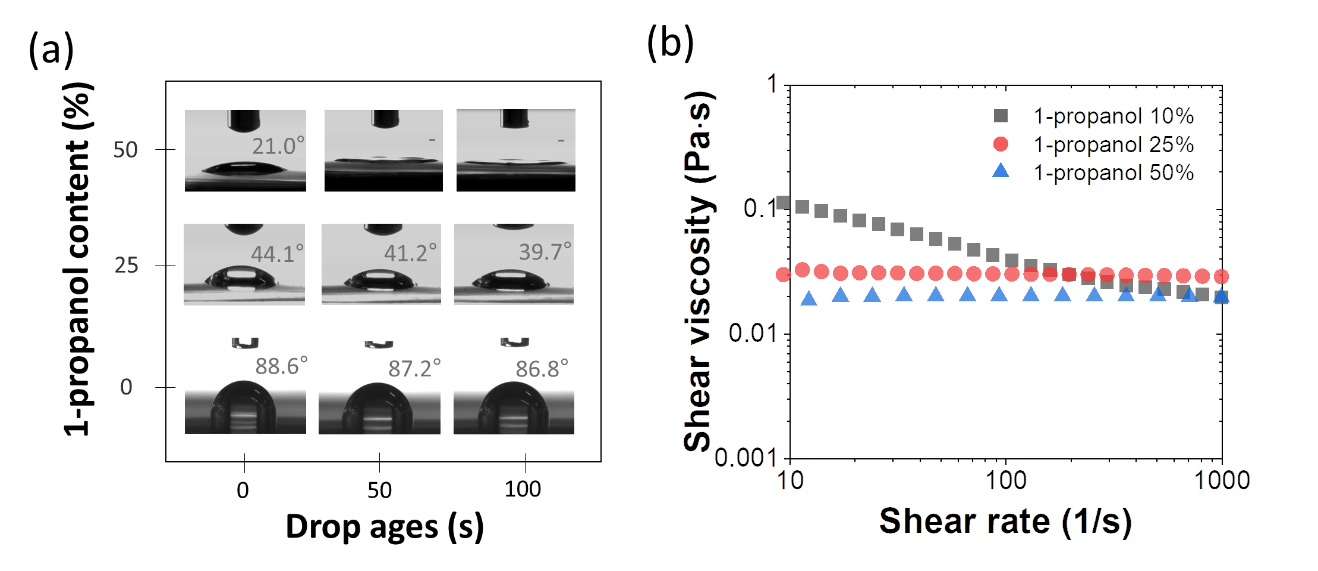 (a)
1-propanol content (%)
50
25
0
21.0°
-
-
44.1°
41.2°
39.7°
88.6°
87.2°
86.8°
0
50
100
Drop ages (s)
(b)
Shear viscosity (Pa·s)
1
0.1
0.01
0.001
1-propanol 10%
1-propanol 25%
1-propanol 50%
10
100
1000
Shear rate (1/s)